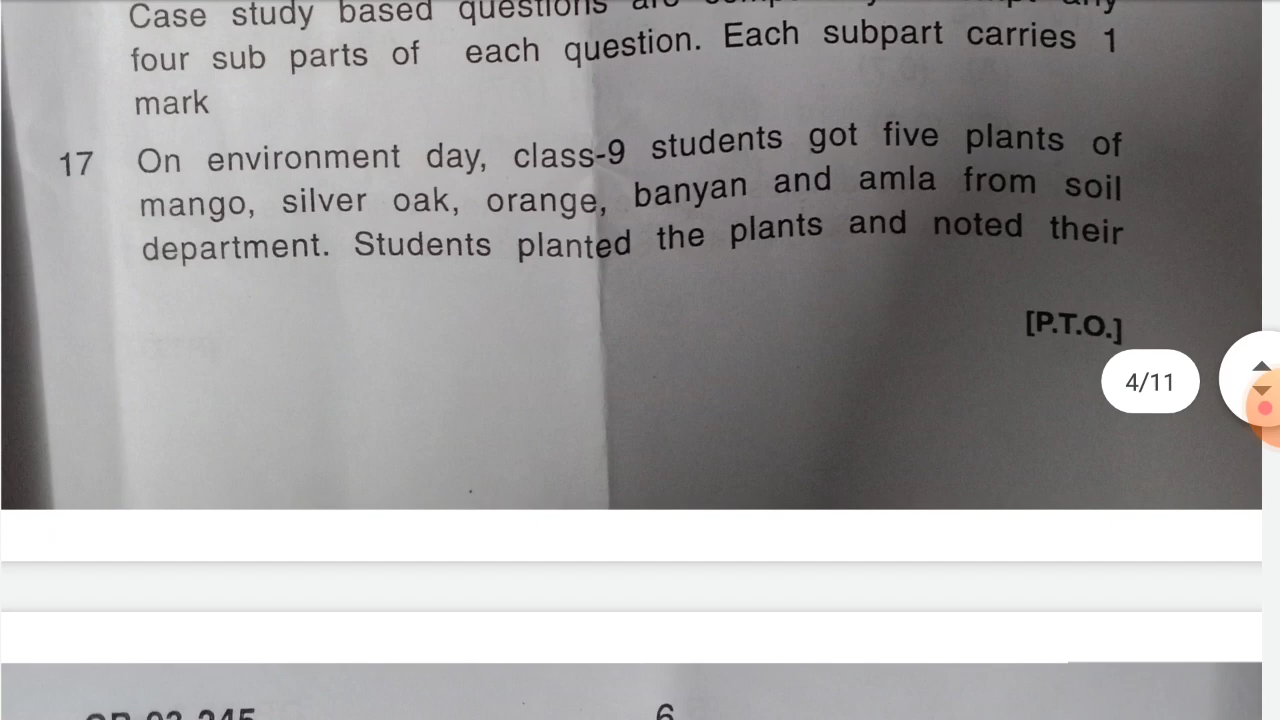 Case study based questions
four sub parts of each question. Each subpart carries 1
mark
17 On environment day, class-9 students got five plants of
mango, silver oak, orange, banyan and amla from soil
department. Students planted the plants and noted their
[P.T.O.]
4/11
6